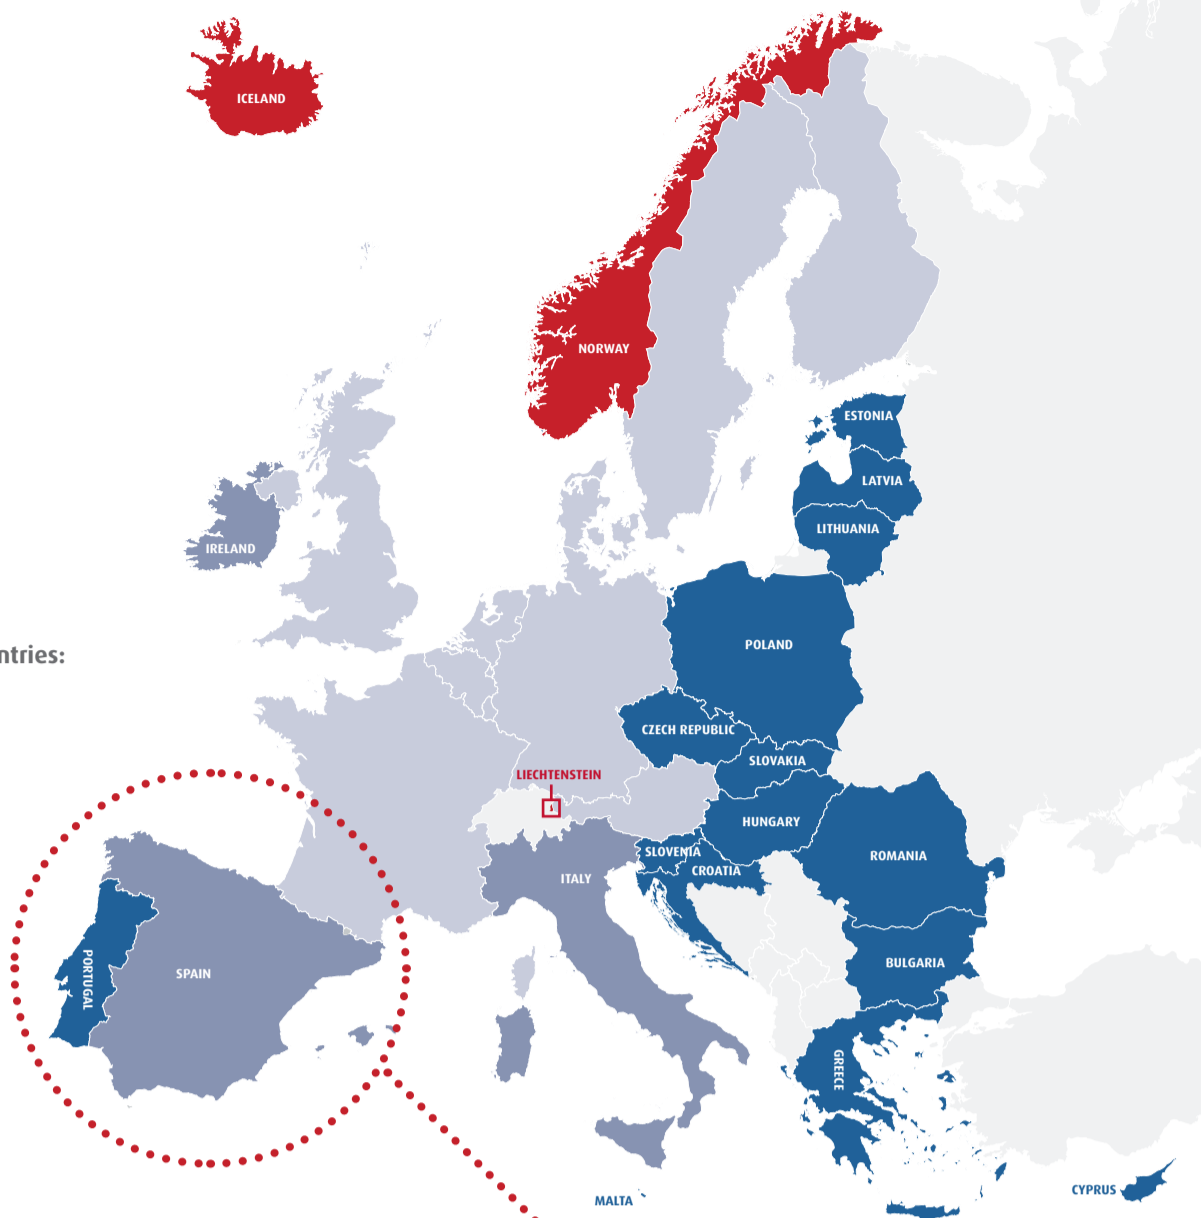 ICELAND
NORWAY
ESTONIA
LATVIA
LITHUANIA
IRELAND
ntries:
POLAND
CZECH REPUBLIC
SLOVAKIA
LIECHTENSTEIN
HUNGARY
SLOVENIA
CROATIA
ROMANIA
ITALY
PORTUGAL
SPAIN
BULGARIA
GREECE
MALTA
CYPRUS